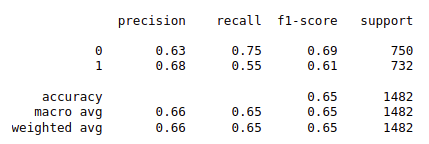 precision recall f1-score support
0 0.63 0.75 0.69 750
1 0.68 0.55 0.61 732
accuracy 0.65 1482
macro avg 0.66 0.65 0.65 1482
weighted avg 0.66 0.65 0.65 1482